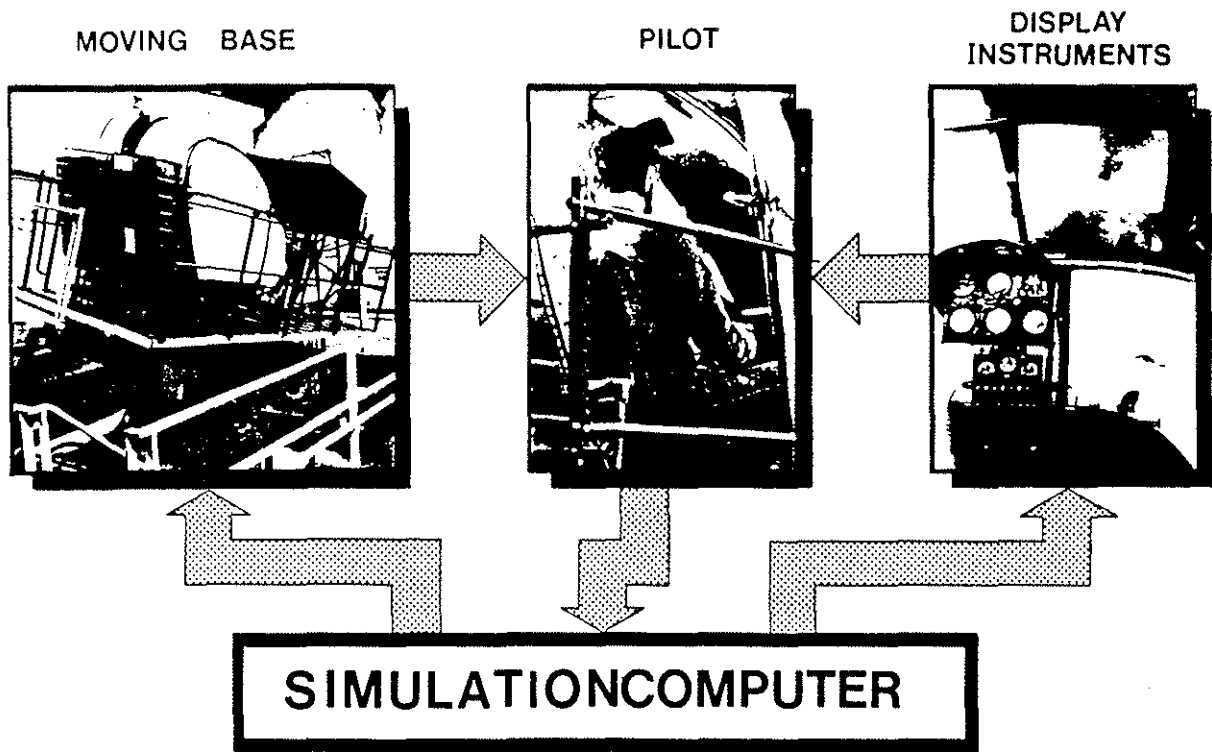 MOVING BASE
PILOT
DISPLAY
INSTRUMENTS
SIMULATIONCOMPUTER